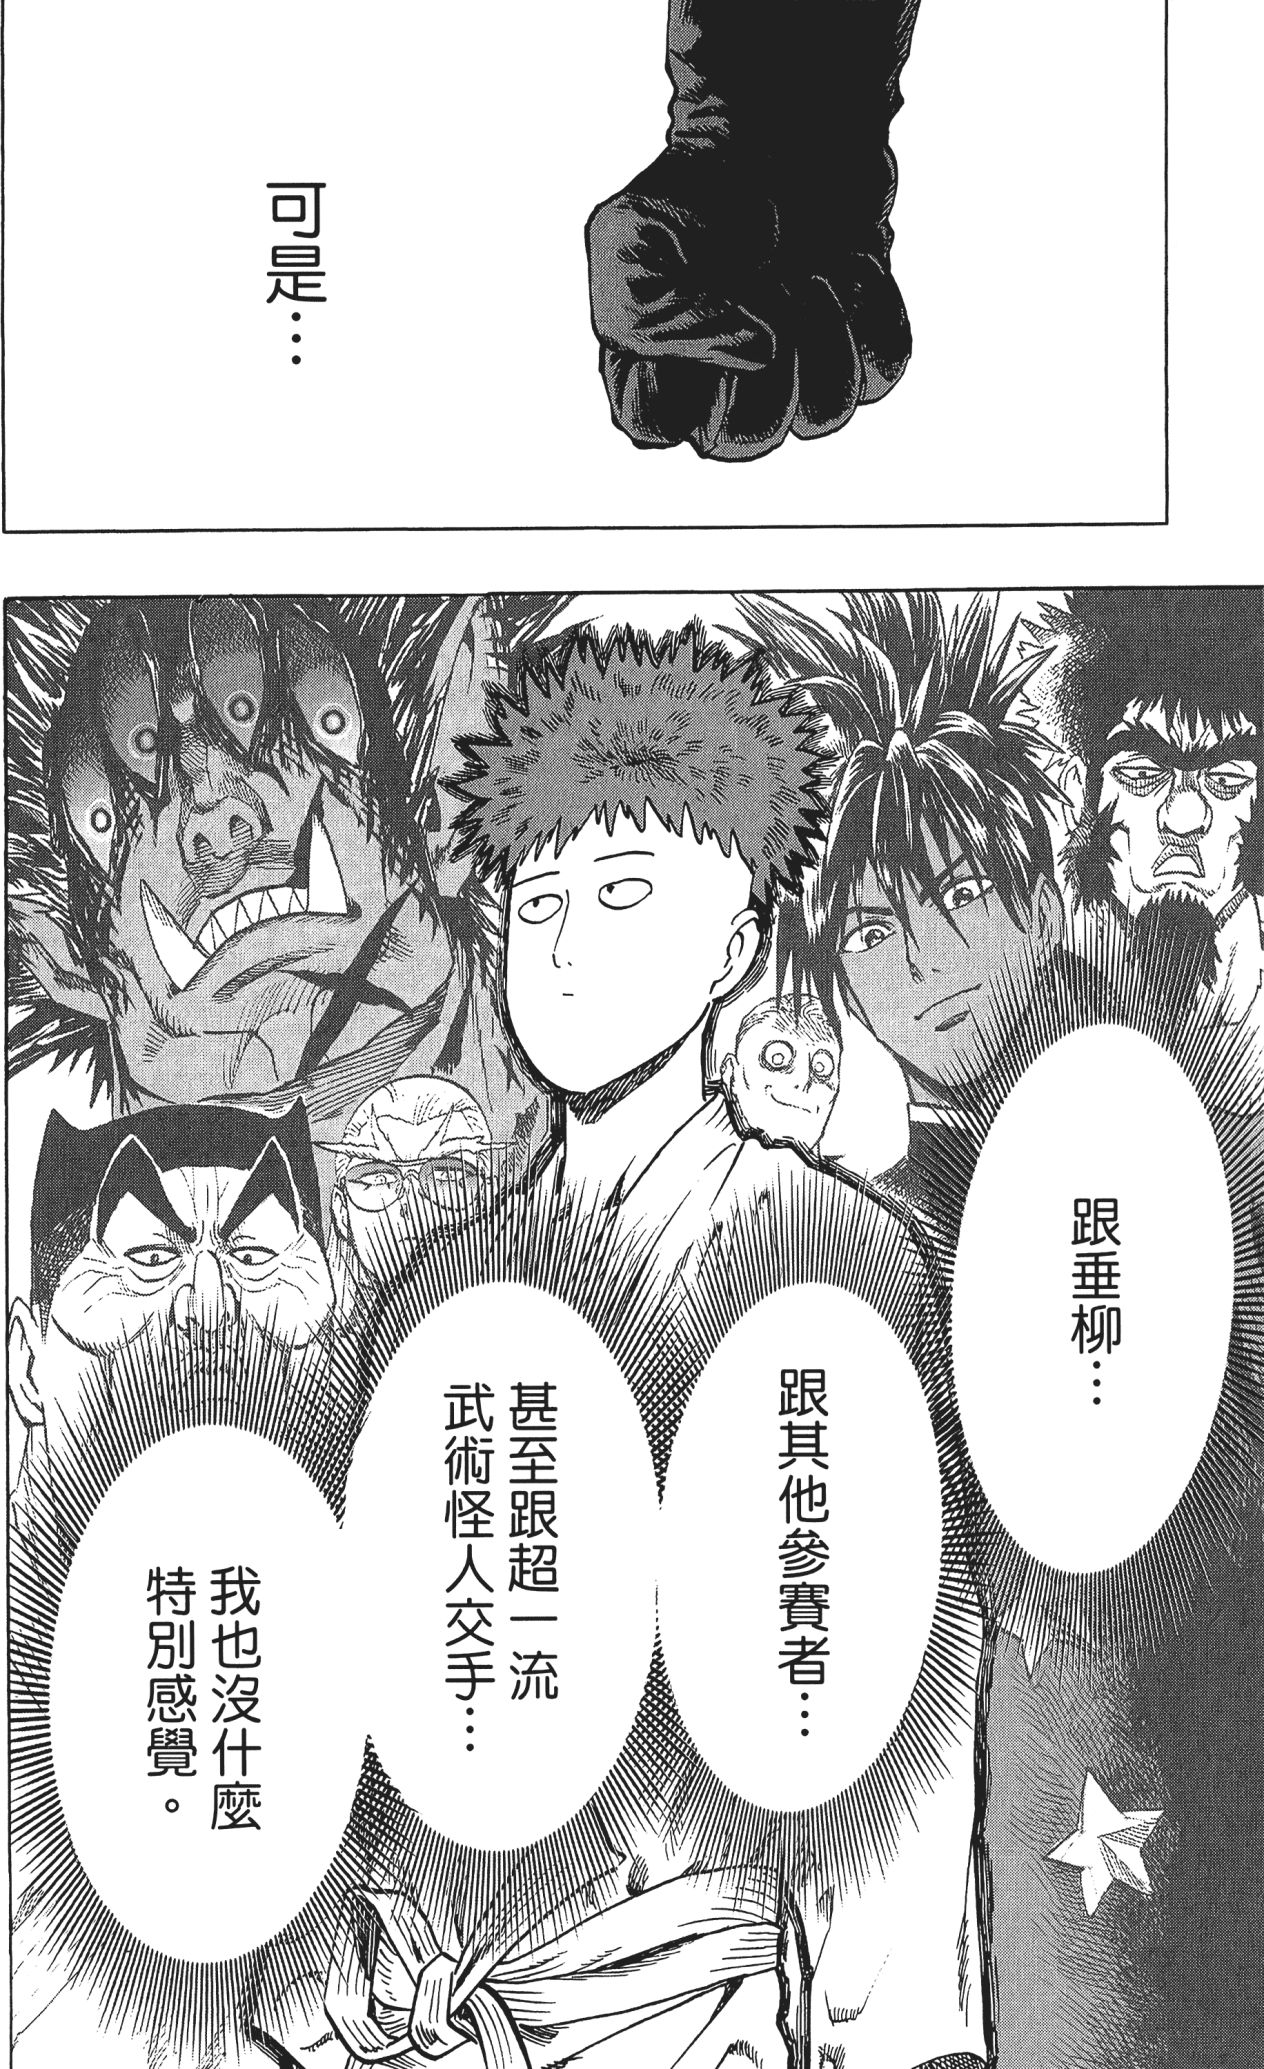 可是…
跟垂柳…
跟其他參賽者…
甚至跟超一流
武術怪人交手…
我也沒什麼
特別感覺。